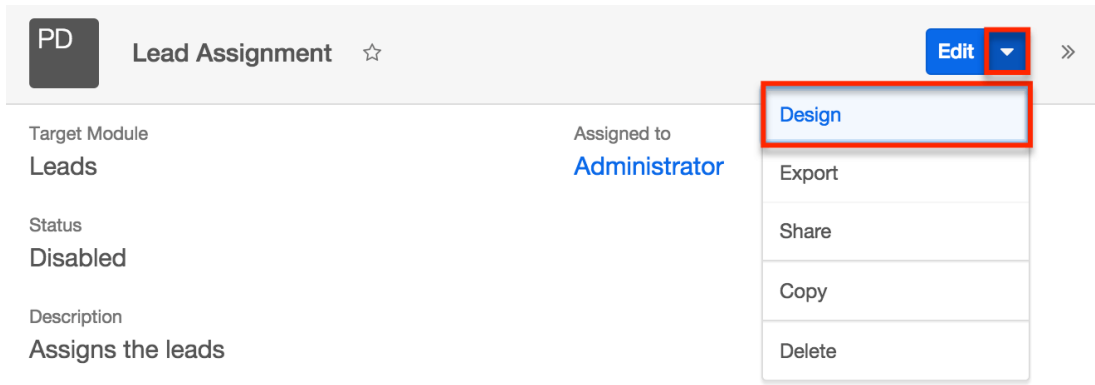 PD
Lead Assignment
Edit
Design
Export
Share
Copy
Delete
Target Module
Leads
Assigned to
Administrator
Status
Disabled
Description
Assigns the leads